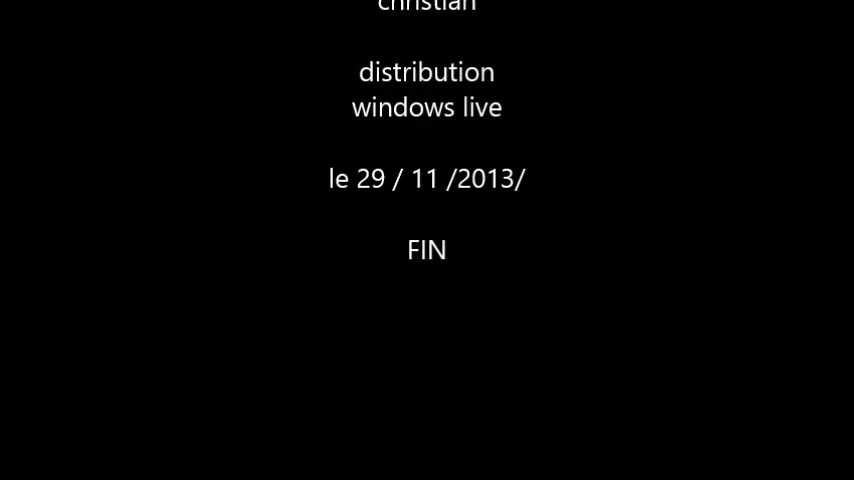 christian
distribution
windows live
le 29 / 11 /2013/
FIN